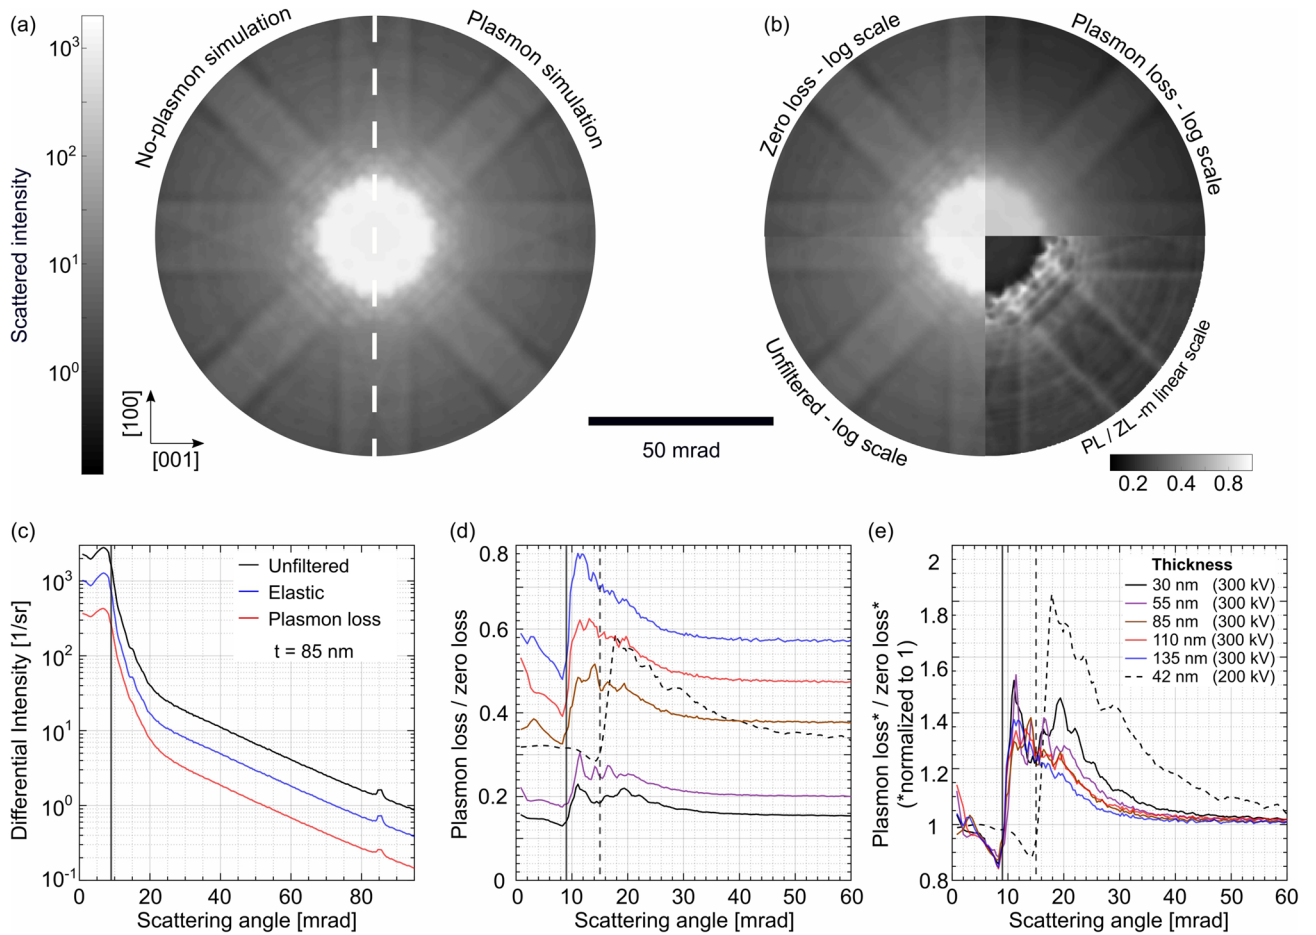 (a)
10³
10²
10¹
10⁰
Scattered intensity
No-plasmon simulation
Plasmon simulation
[100]
[001]
50 mrad
(b)
Zero loss - log scale
Plasmon loss - log scale
Unfiltered - log scale
PL / ZL -m linear scale
0.2 0.4 0.8
(c)
Differential Intensity [1/sr]
10³
10²
10¹
10⁰
10⁻¹
Unfiltered
Elastic
Plasmon loss
t = 85 nm
0 20 40 60 80
Scattering angle [mrad]
(d)
Plasmon loss / zero loss
0.8
0.6
0.4
0.2
0
0 10 20 30 40 50 60
Scattering angle [mrad]
(e)
Plasmon loss* / zero loss*
(*normalized to 1)
2
1.8
1.6
1.4
1.2
1
0.8
Thickness
30 nm (300 kV)
55 nm (300 kV)
85 nm (300 kV)
110 nm (300 kV)
135 nm (300 kV)
42 nm (200 kV)
0 10 20 30 40 50 60
Scattering angle [mrad]